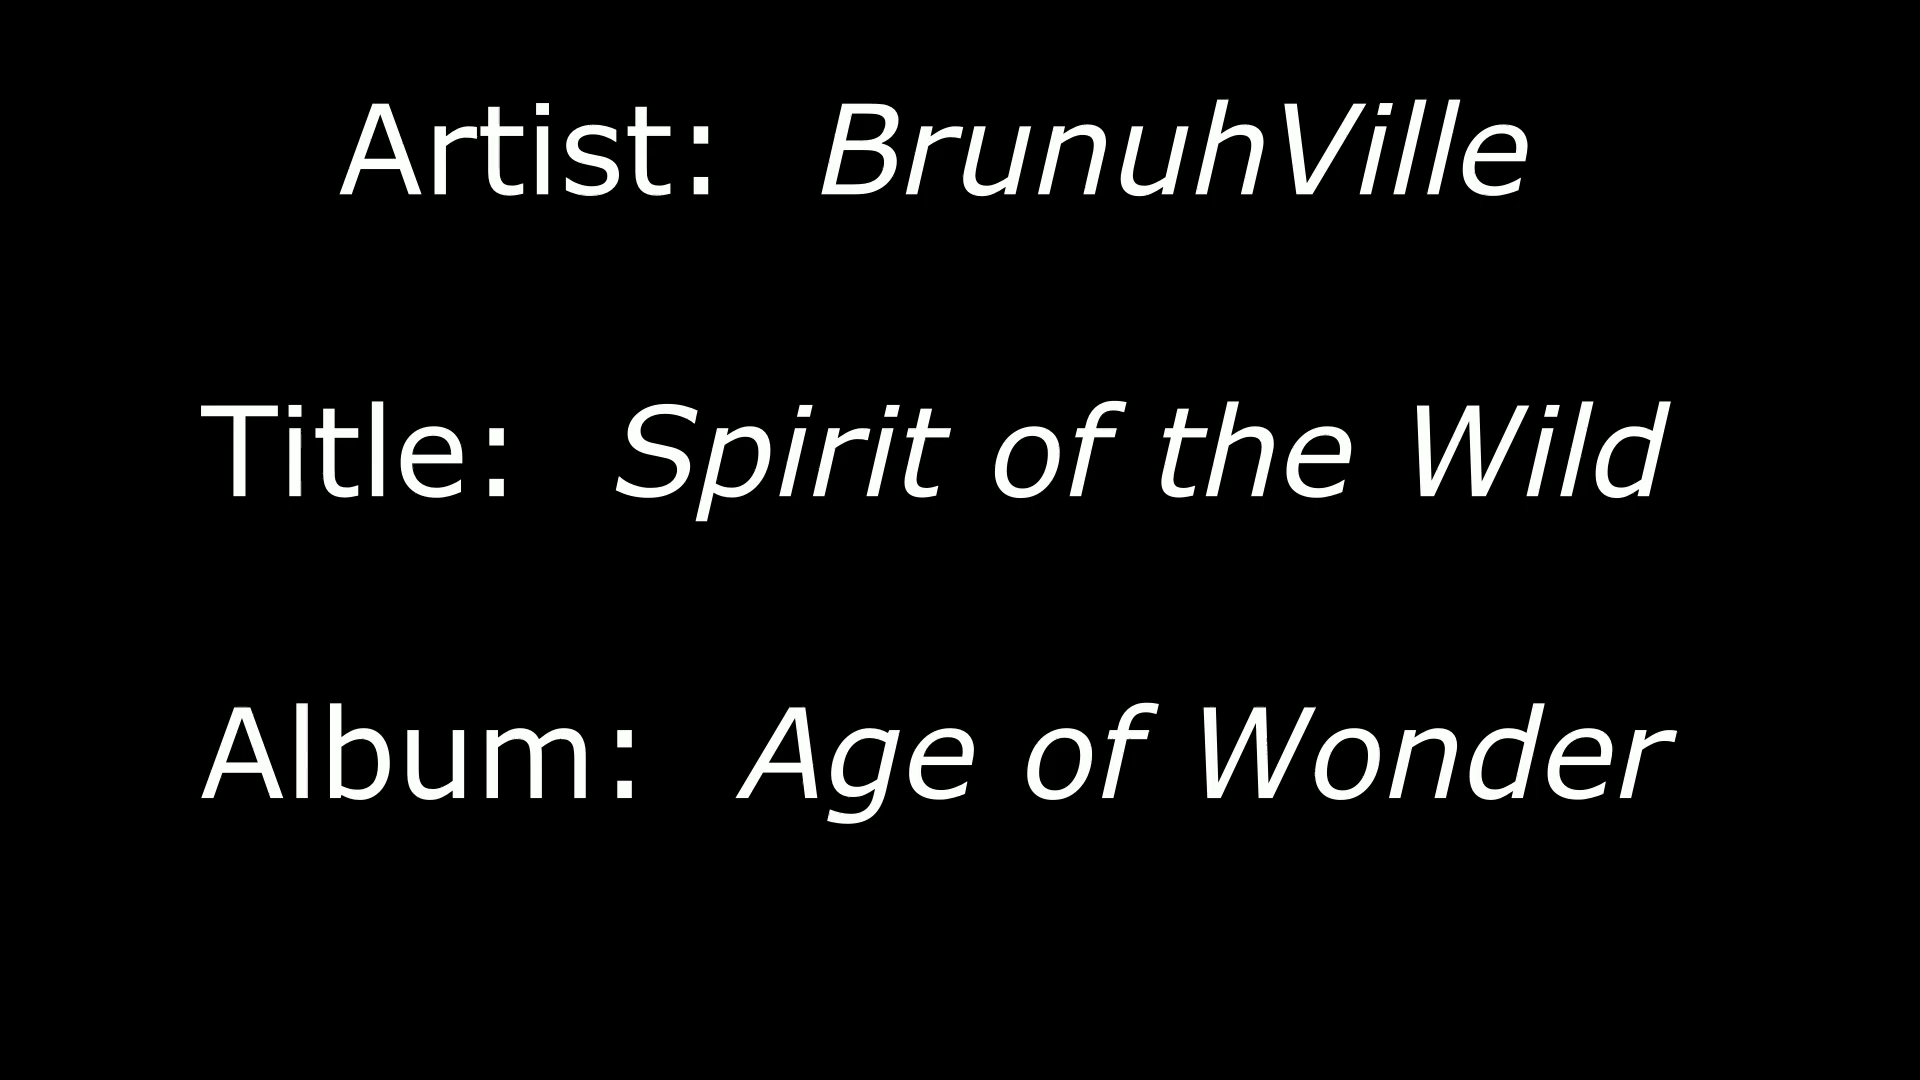 Artist: BrunuhVille
Title: Spirit of the Wild
Album: Age of Wonder